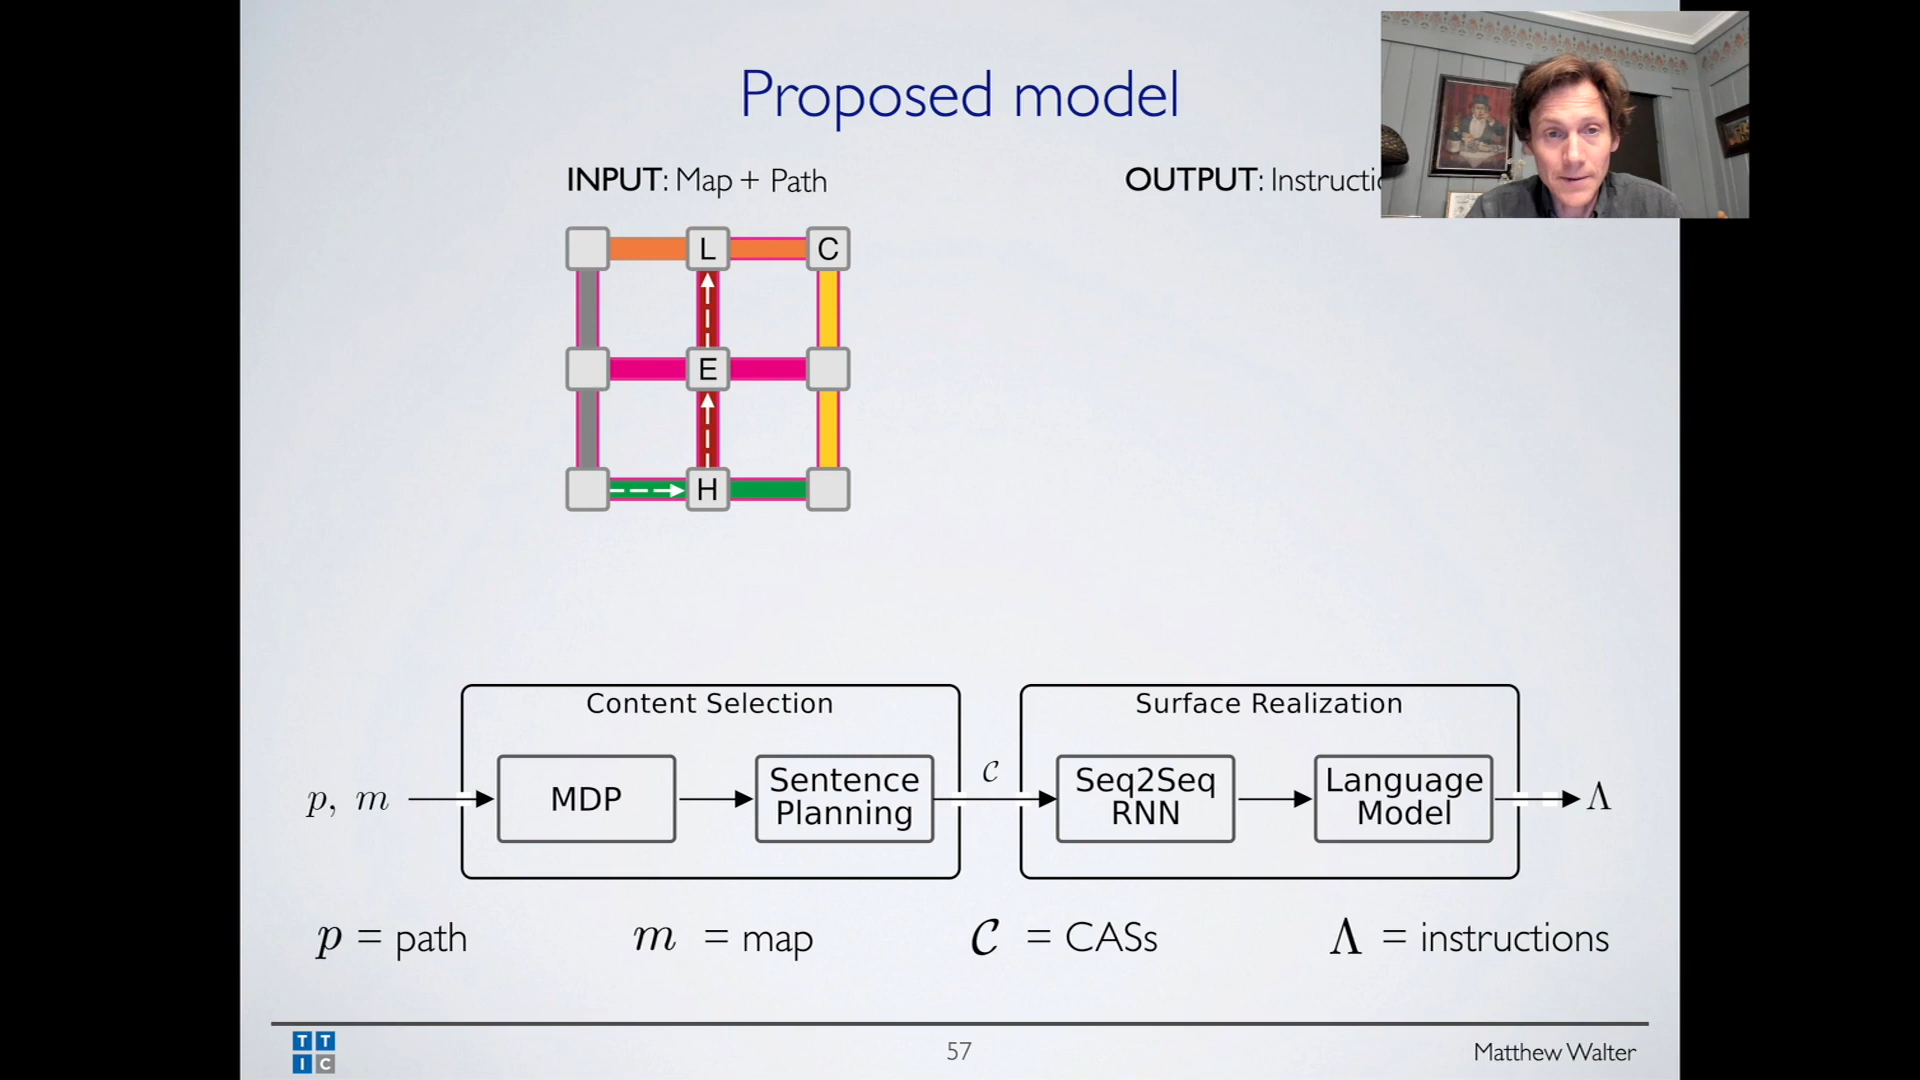 Proposed model
INPUT: Map + Path
OUTPUT: Instructi
L
C
E
H
Content Selection
Surface Realization
p, m
MDP
Sentence
Planning
𝒞
Seq2Seq
RNN
Language
Model
Λ
p = path
m = map
𝒞 = CASs
Λ = instructions
T T
I C
57
Matthew Walter